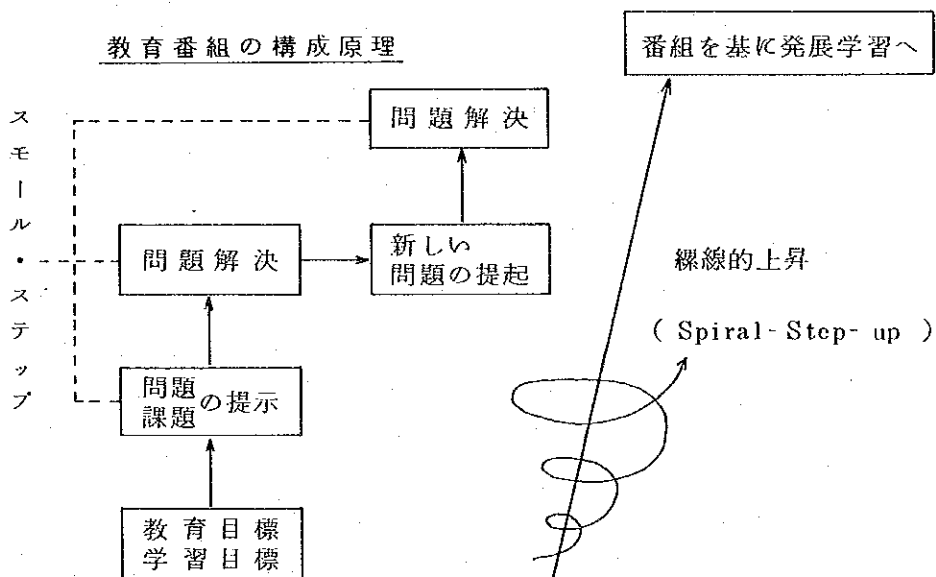 教育番組の構成原理
番組を基に発展学習へ
スモール・ステップ
問題解決
問題解決
新しい
問題の提起
縲線的上昇
( Spiral-Step-up )
問題
課題
の提示
教育目標
学習目標